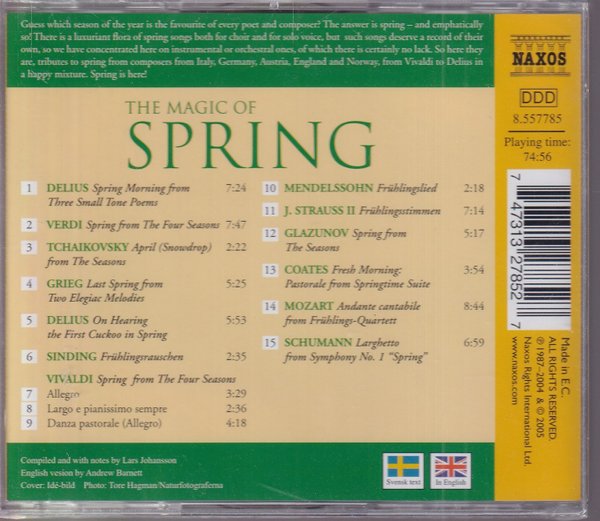 Guess which season of the year is the favourite of every poet and composer? The answer is spring – and emphatically
so! There is a luxuriant flora of spring songs both for choir and for solo voice, but such songs deserve a record of their
own, so we have concentrated here on instrumental or orchestral ones, of which there is certainly no lack. So here they
are, tributes to spring from composers from Italy, Germany, Austria, England and Norway, from Vivaldi to Delius in
a happy mixture. Spring is here!
THE MAGIC OF
SPRING
1 DELIUS Spring Morning from 7:24
Three Small Tone Poems
2 VERDI Spring from The Four Seasons 7:47
3 TCHAIKOVSKY April (Snowdrop) 2:22
from The Seasons
4 GRIEG Last Spring from 5:25
Two Elegiac Melodies
5 DELIUS On Hearing 5:53
the First Cuckoo in Spring
6 SINDING Frühlingsrauschen 2:35
VIVALDI Spring from The Four Seasons
7 Allegro 3:29
8 Largo e pianissimo sempre 2:36
9 Danza pastorale (Allegro) 4:18
10 MENDELSSOHN Frühlingslied 2:18
11 J. STRAUSS II Frühlingsstimmen 7:14
12 GLAZUNOV Spring from 5:17
The Seasons
13 COATES Fresh Morning: 3:54
Pastorale from Springtime Suite
14 MOZART Andante cantabile 8:44
from Frühlings-Quartett
15 SCHUMANN Larghetto 6:59
from Symphony No. 1 "Spring"
Compiled and with notes by Lars Johansson
English vesion by Andrew Barnett
Cover: Idé-bild Photo: Tore Hagman/Naturfotograferna
Svensk text
In English
NAXOS
DDD
8.557785
Playing time:
74:56
7 47313 27852 7
Made in E.C.
ALL RIGHTS RESERVED.
℗ 1987–2004 & © 2005
Naxos Rights International Ltd.
www.naxos.com